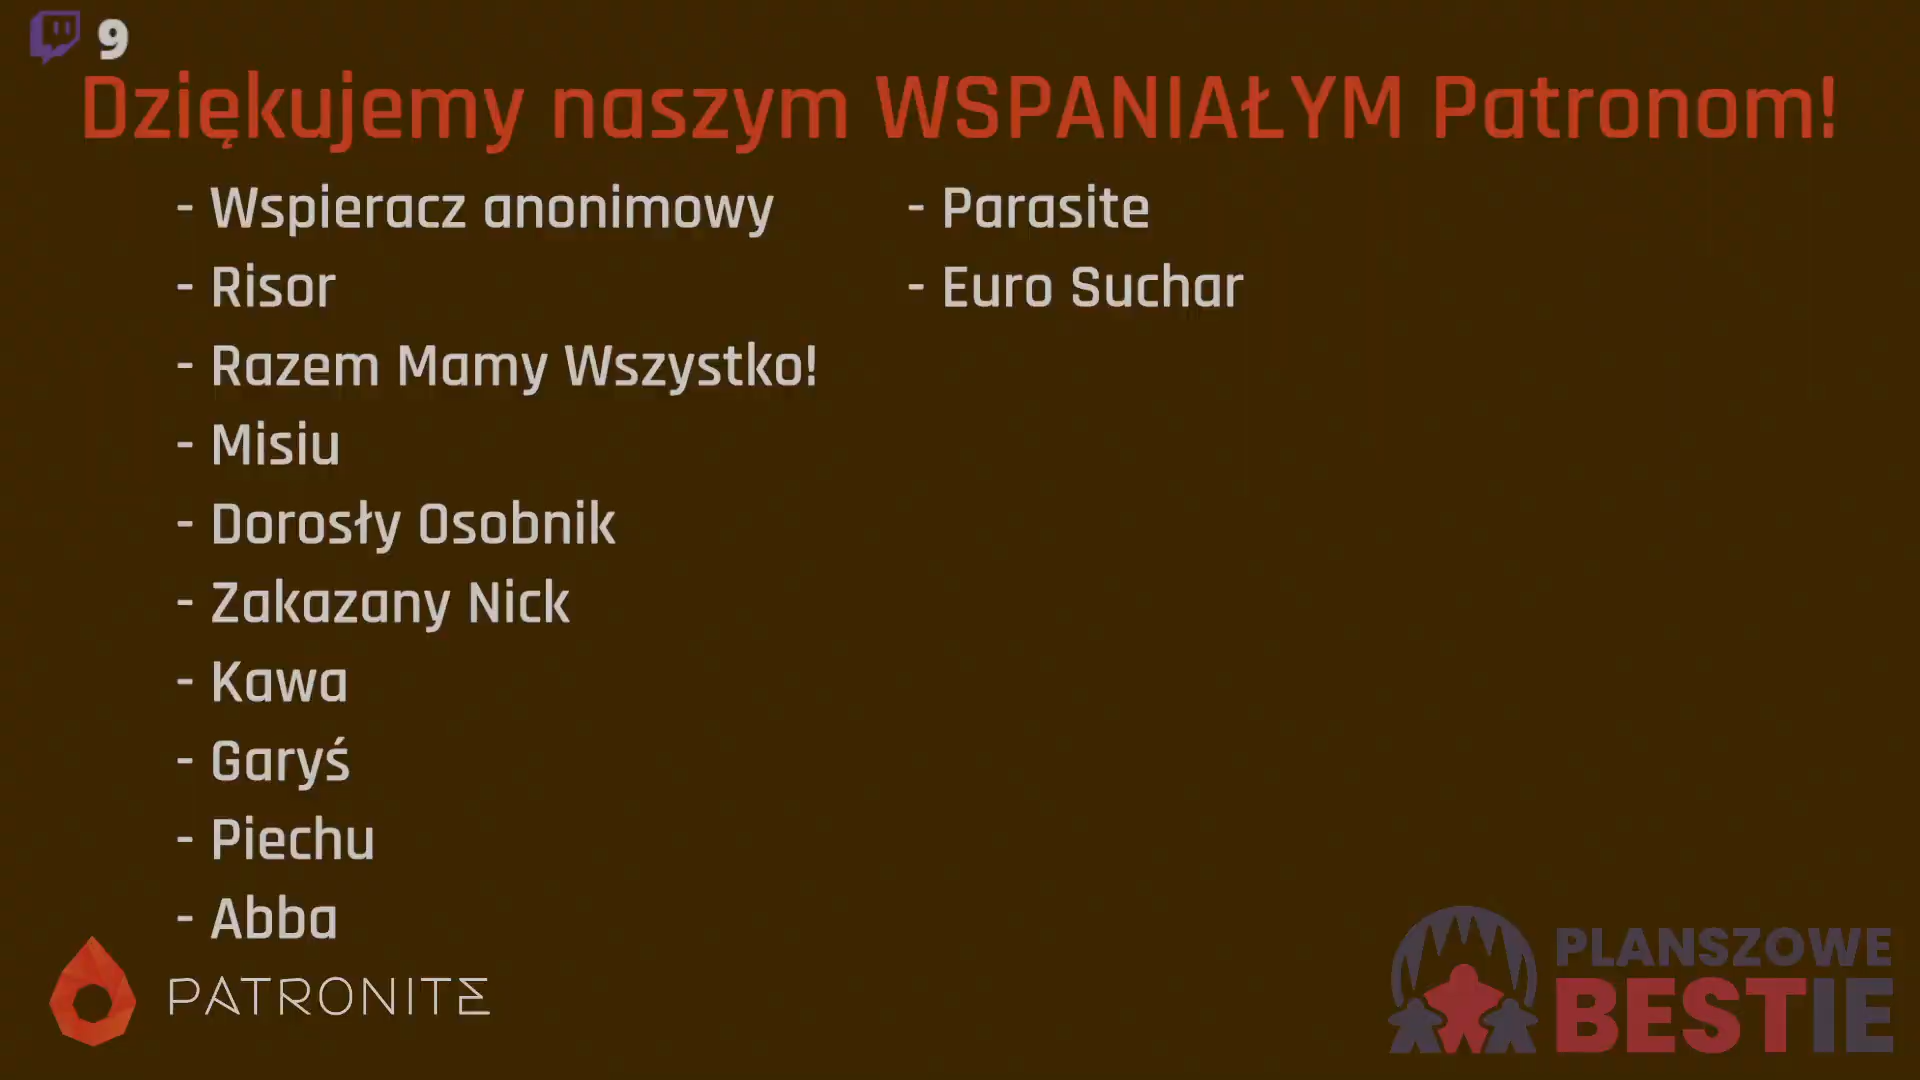 9
Dziękujemy naszym WSPANIAŁYM Patronom!
- Wspieracz anonimowy
- Risor
- Razem Mamy Wszystko!
- Misiu
- Dorosły Osobnik
- Zakazany Nick
- Kawa
- Garyś
- Piechu
- Abba
- Parasite
- Euro Suchar
PATRONITE
PLANSZOWE
BESTIE